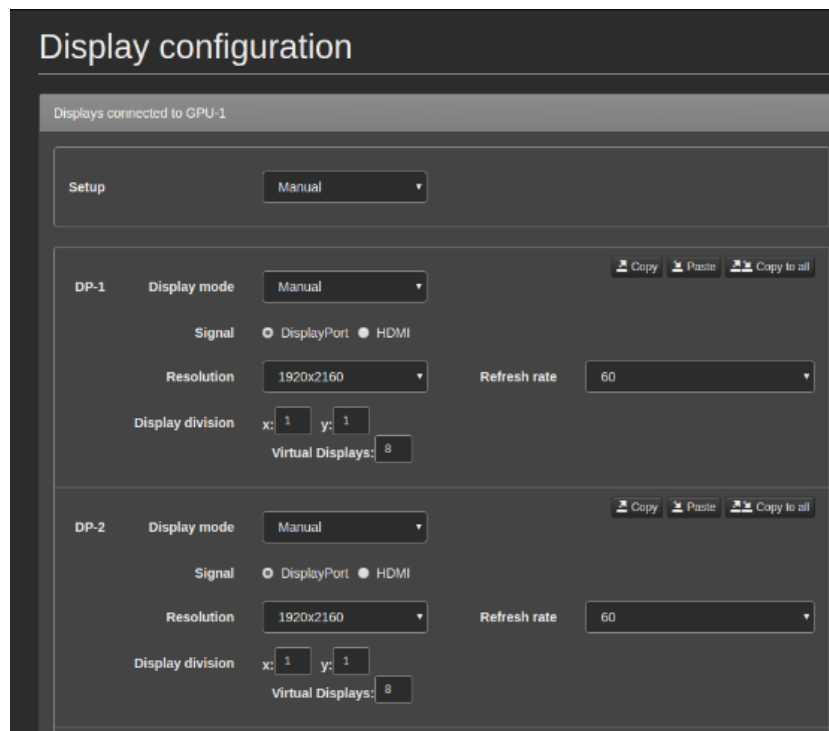 Display configuration
Displays connected to GPU-1
Setup Manual
Copy Paste Copy to all
DP-1 Display mode Manual
Signal DisplayPort HDMI
Resolution 1920x2160 Refresh rate 60
Display division x: 1 y: 1
Virtual Displays: 8
Copy Paste Copy to all
DP-2 Display mode Manual
Signal DisplayPort HDMI
Resolution 1920x2160 Refresh rate 60
Display division x: 1 y: 1
Virtual Displays: 8